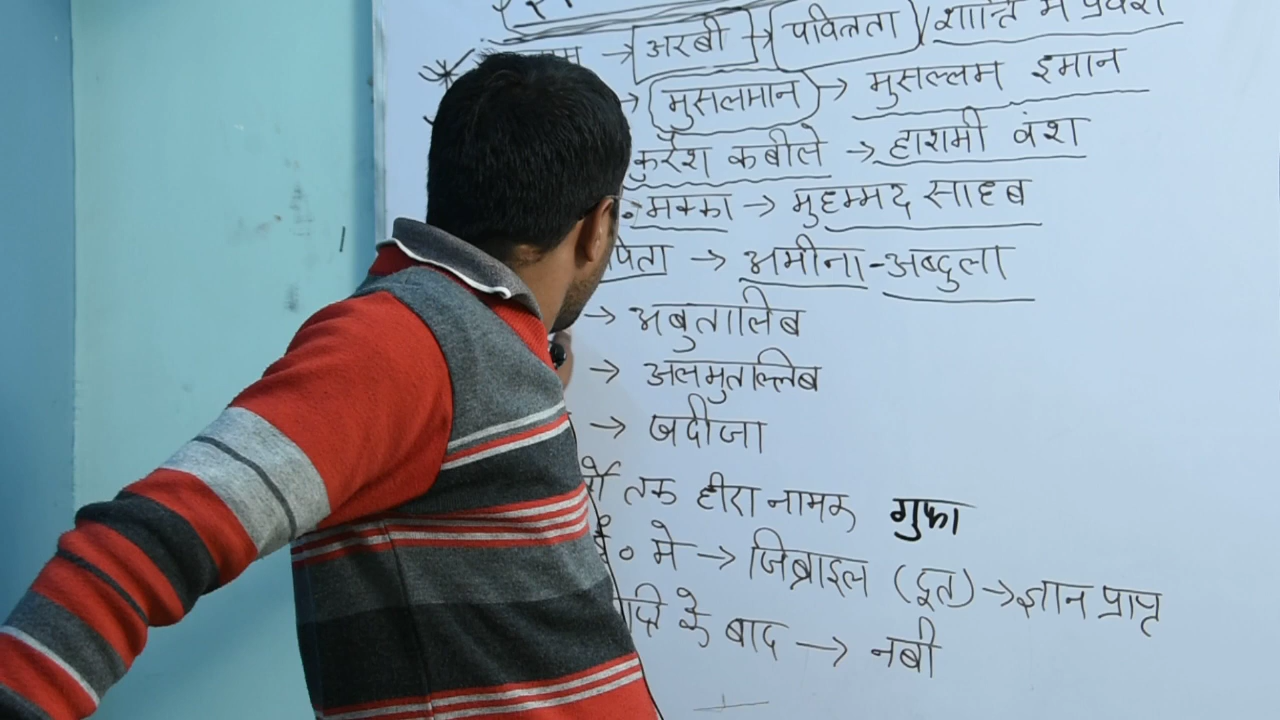 → अरबी → पवित्रता / शान्ति मे प्रवेश
→ मुसलमान → मुसल्लम इमान
कुरैश कबीले → हाशमी वंश
मक्का → मुहम्मद साहब
पिता → अमीना-अब्दुला
→ अबुतालिब
→ अलमुतल्लिब
→ खदीजा
तक हीरा नामक गुफा
मे → जिब्राइल (दूत) → ज्ञान प्राप्त
के बाद → नबी